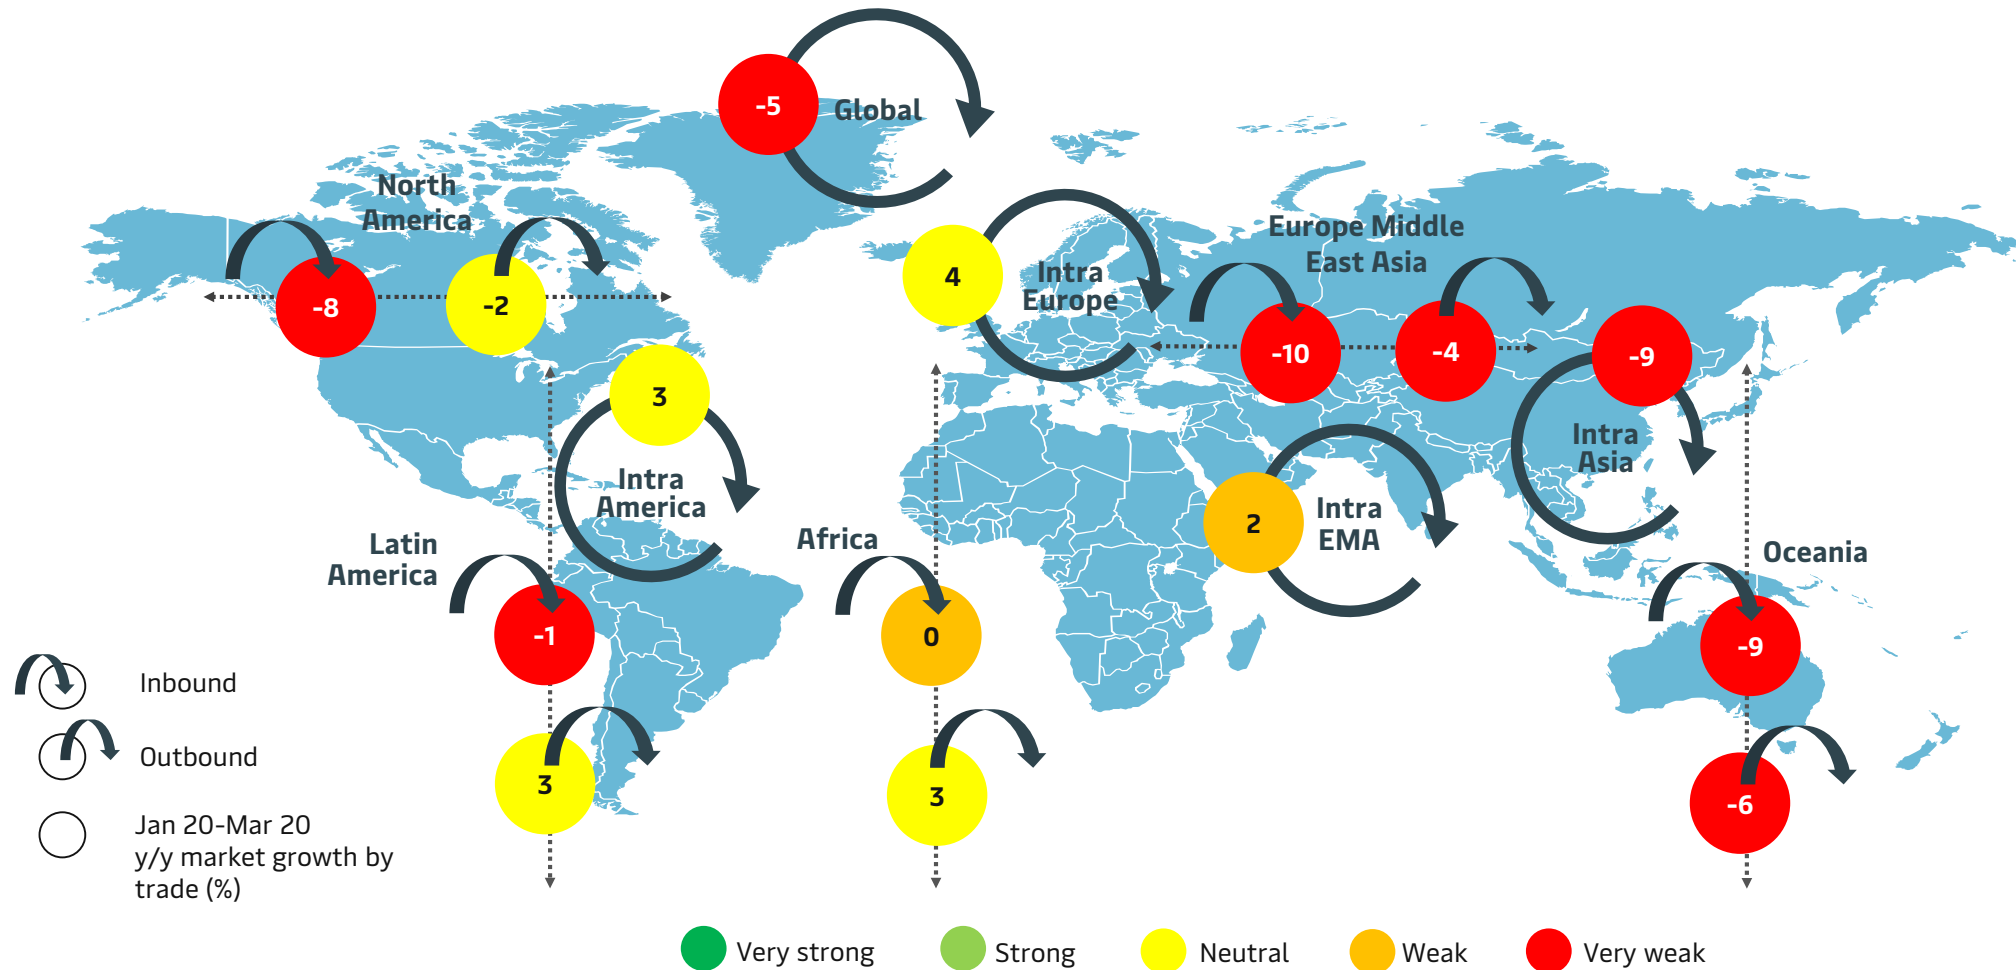 -5
Global
North
America
-8
-2
4
Intra
Europe
Europe Middle
East Asia
-10
-4
-9
Intra
Asia
3
Intra
America
Latin
America
-1
3
Africa
0
3
2
Intra
EMA
Oceania
-9
-6
Inbound
Outbound
Jan 20-Mar 20
y/y market growth by
trade (%)
Very strong
Strong
Neutral
Weak
Very weak